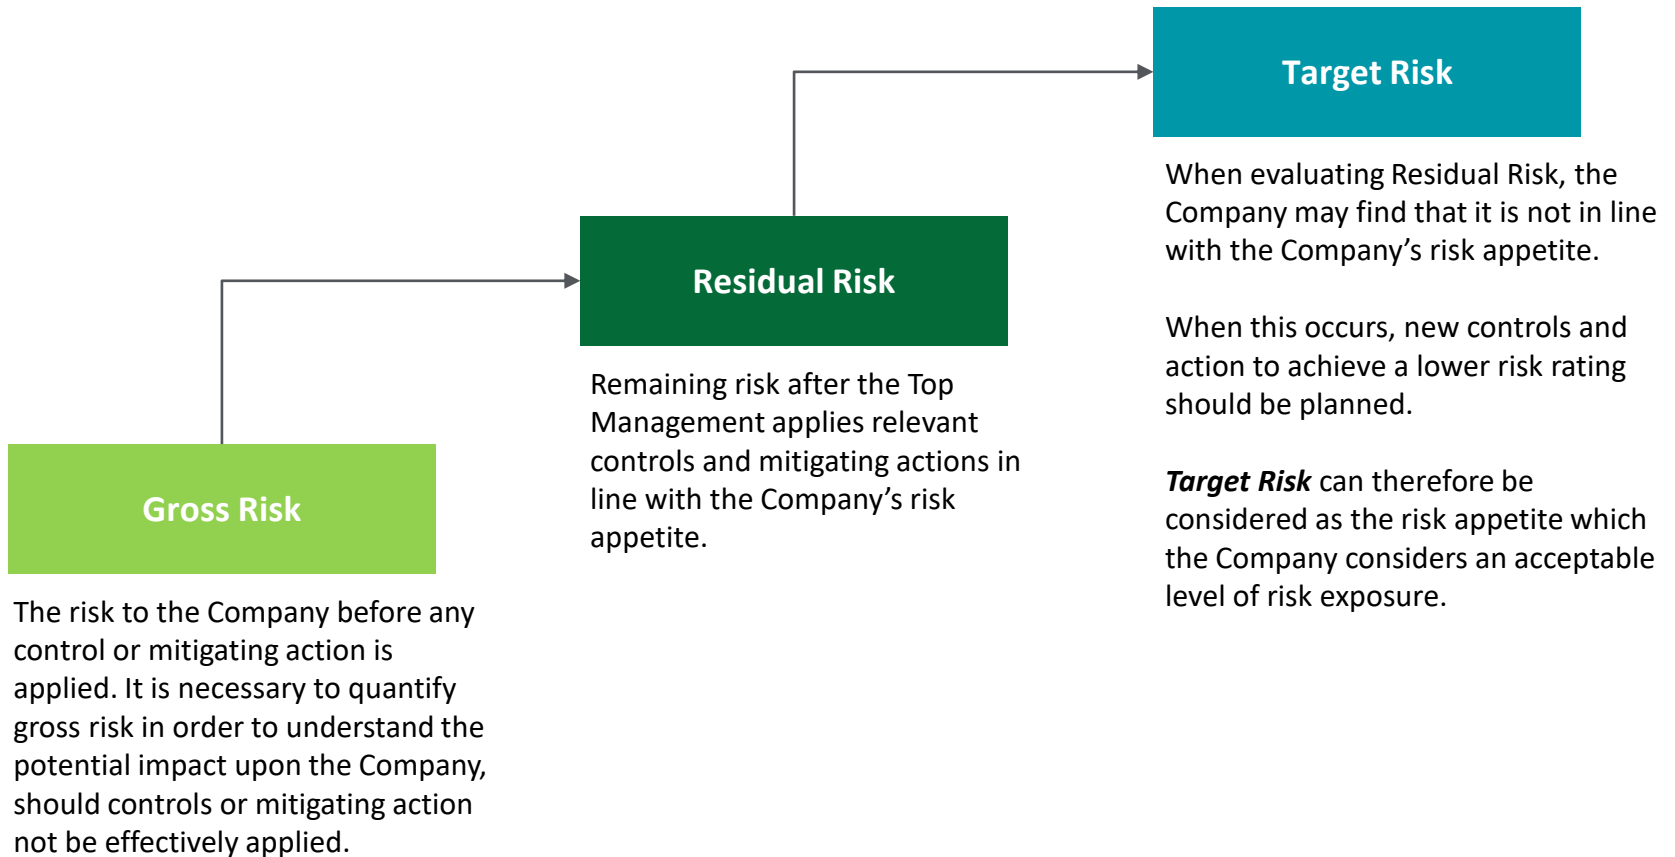 Gross Risk
The risk to the Company before any
control or mitigating action is
applied. It is necessary to quantify
gross risk in order to understand the
potential impact upon the Company,
should controls or mitigating action
not be effectively applied.
Residual Risk
Remaining risk after the Top
Management applies relevant
controls and mitigating actions in
line with the Company’s risk
appetite.
Target Risk
When evaluating Residual Risk, the
Company may find that it is not in line
with the Company’s risk appetite.
When this occurs, new controls and
action to achieve a lower risk rating
should be planned.
Target Risk can therefore be
considered as the risk appetite which
the Company considers an acceptable
level of risk exposure.